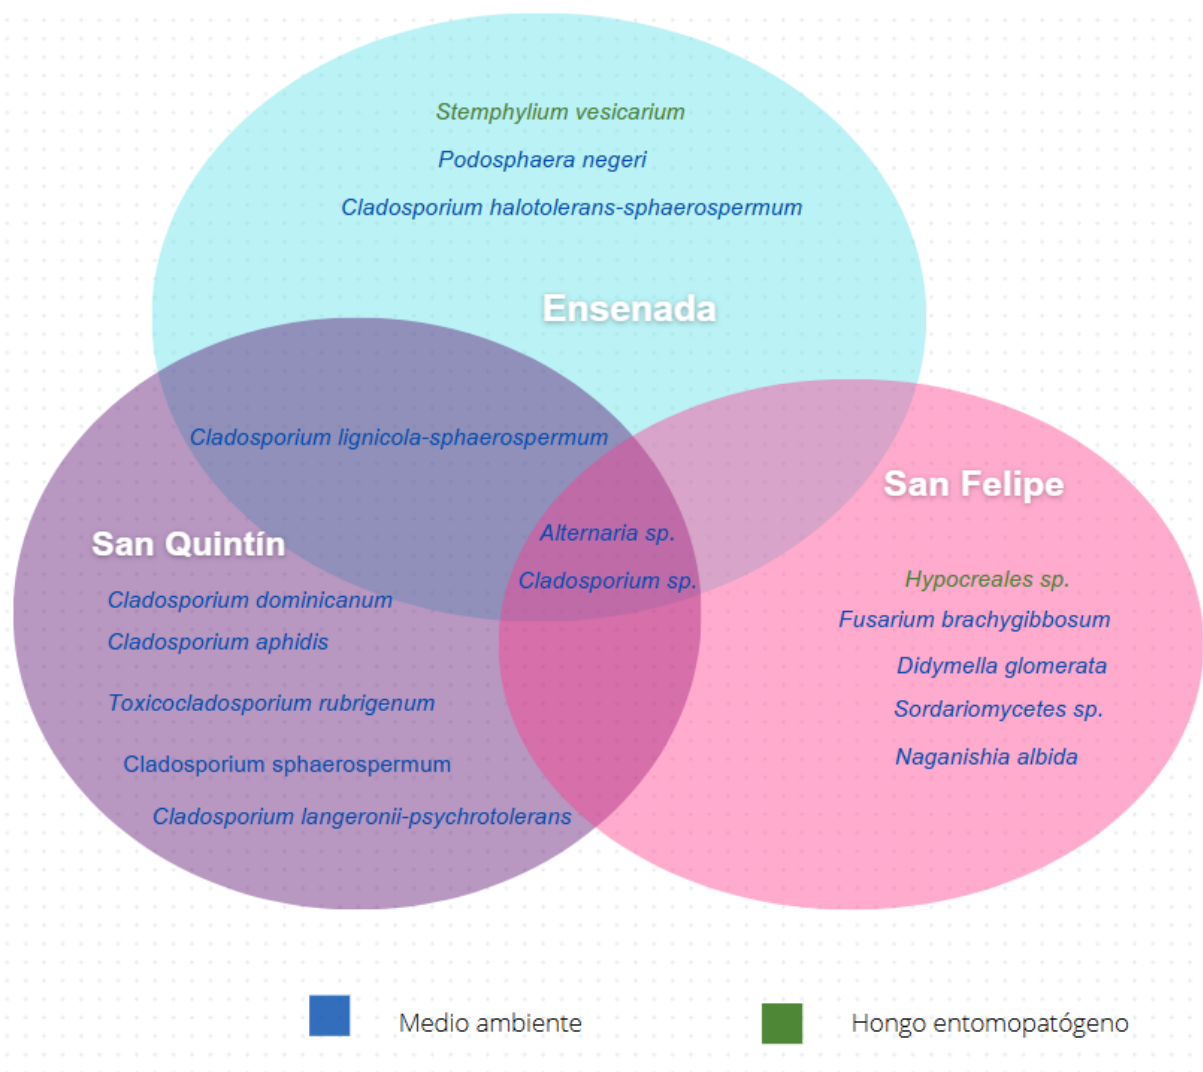 Stemphylium vesicarium
Podosphaera negeri
Cladosporium halotolerans-sphaerospermum
Ensenada
Cladosporium lignicola-sphaerospermum
San Felipe
Alternaria sp.
San Quintín
Cladosporium sp.
Hypocreales sp.
Cladosporium dominicanum
Fusarium brachygibbosum
Cladosporium aphidis
Didymella glomerata
Toxicocladosporium rubrigenum
Sordariomycetes sp.
Naganishia albida
Cladosporium sphaerospermum
Cladosporium langeronii-psychrotolerans
Medio ambiente
Hongo entomopatógeno